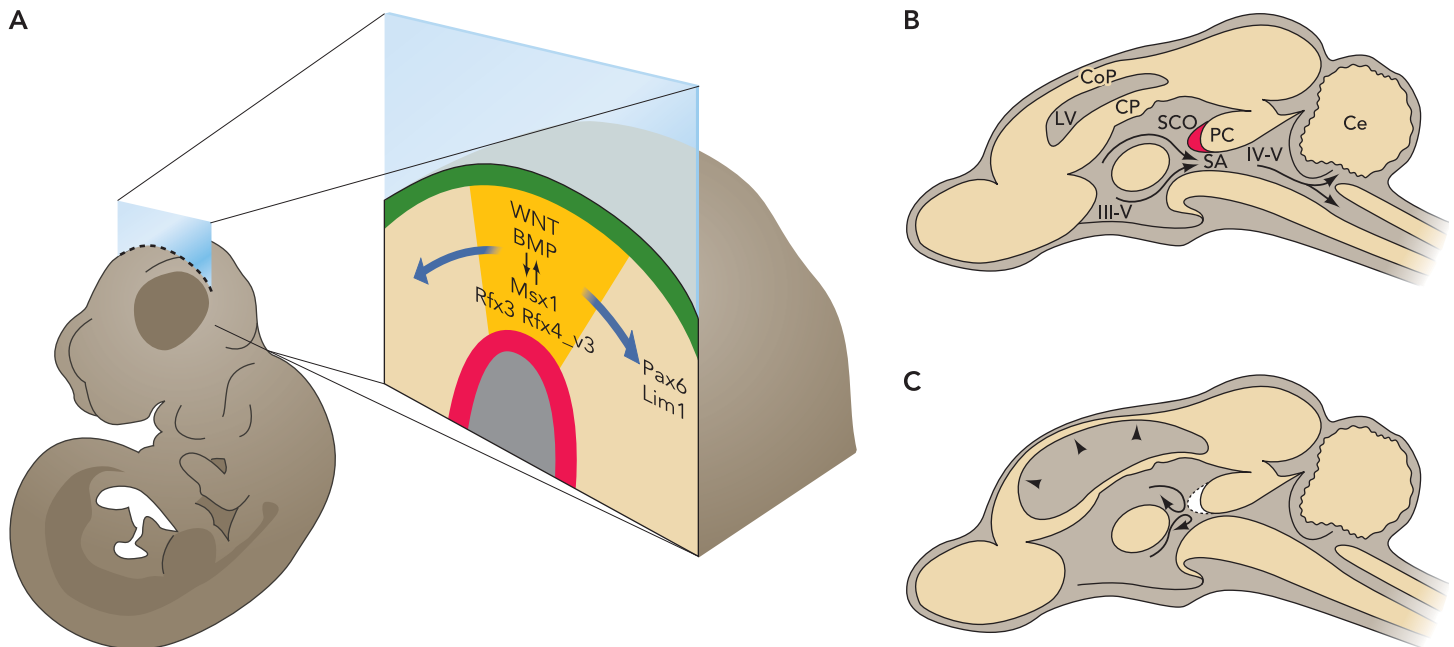 A
WNT
BMP
Msx1
Rfx3 Rfx4_v3
Pax6
Lim1
B
CoP
LV
CP
SCO
PC
SA
IV-V
III-V
Ce
C